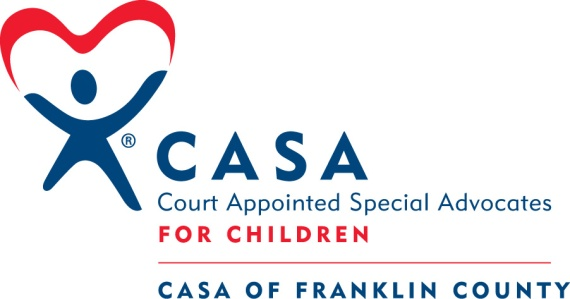 ® CASA
Court Appointed Special Advocates
FOR CHILDREN
CASA OF FRANKLIN COUNTY